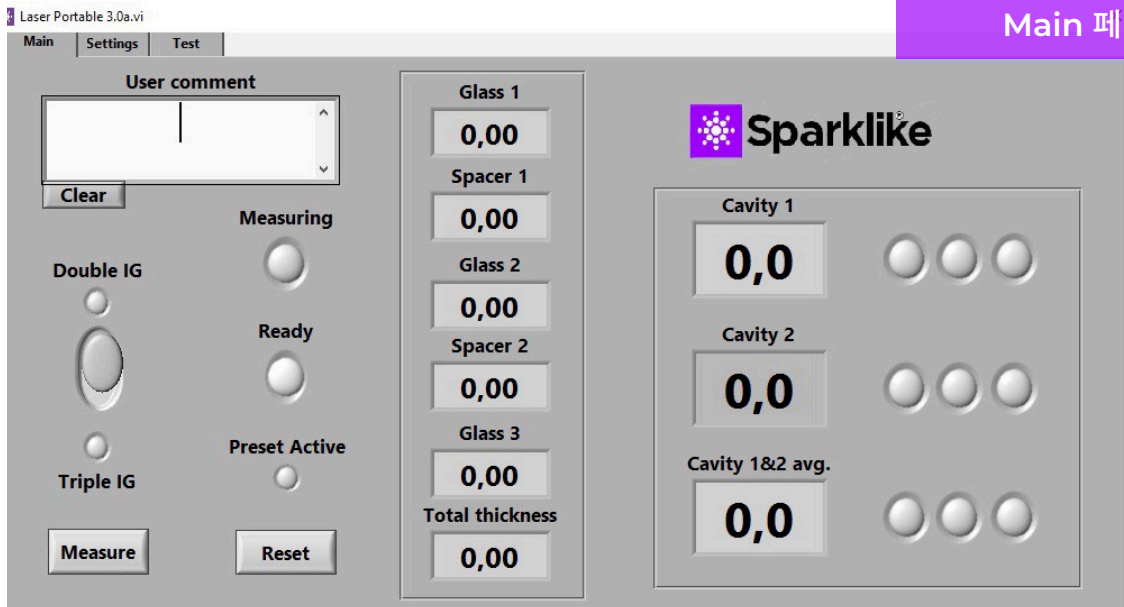 Laser Portable 3.0a.vi
Main 페
Main Settings Test
User comment
Clear
Measuring
Double IG
Ready
Preset Active
Triple IG
Measure
Reset
Glass 1
0,00
Spacer 1
0,00
Glass 2
0,00
Spacer 2
0,00
Glass 3
0,00
Total thickness
0,00
Sparklike®
Cavity 1
0,0
Cavity 2
0,0
Cavity 1&2 avg.
0,0